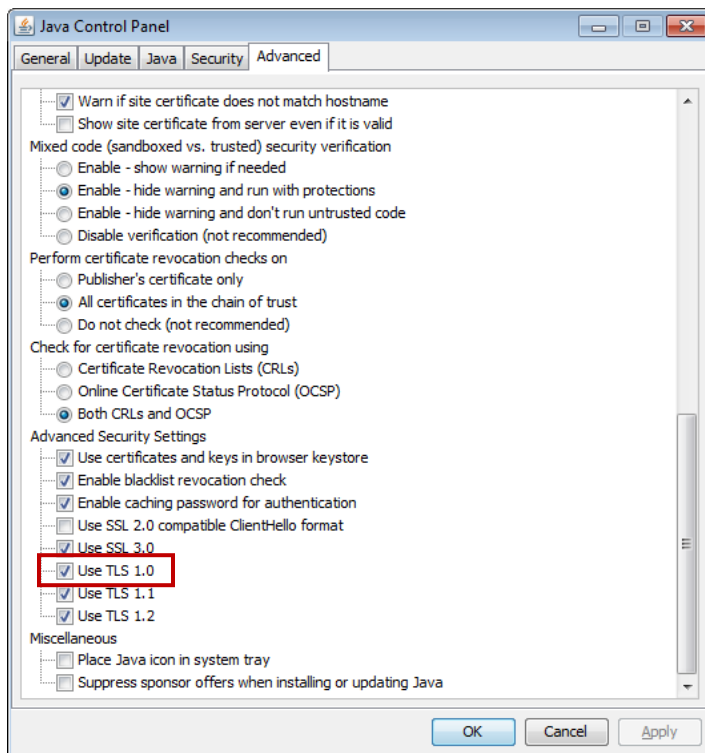 Java Control Panel
General Update Java Security Advanced
Warn if site certificate does not match hostname
Show site certificate from server even if it is valid
Mixed code (sandboxed vs. trusted) security verification
Enable - show warning if needed
Enable - hide warning and run with protections
Enable - hide warning and don't run untrusted code
Disable verification (not recommended)
Perform certificate revocation checks on
Publisher's certificate only
All certificates in the chain of trust
Do not check (not recommended)
Check for certificate revocation using
Certificate Revocation Lists (CRLs)
Online Certificate Status Protocol (OCSP)
Both CRLs and OCSP
Advanced Security Settings
Use certificates and keys in browser keystore
Enable blacklist revocation check
Enable caching password for authentication
Use SSL 2.0 compatible ClientHello format
Use SSL 3.0
Use TLS 1.0
Use TLS 1.1
Use TLS 1.2
Miscellaneous
Place Java icon in system tray
Suppress sponsor offers when installing or updating Java
OK Cancel Apply